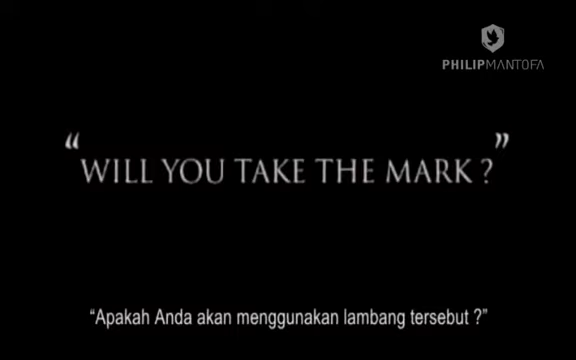 PHILIPMANTOFA
“WILL YOU TAKE THE MARK ?”
“Apakah Anda akan menggunakan lambang tersebut ?”